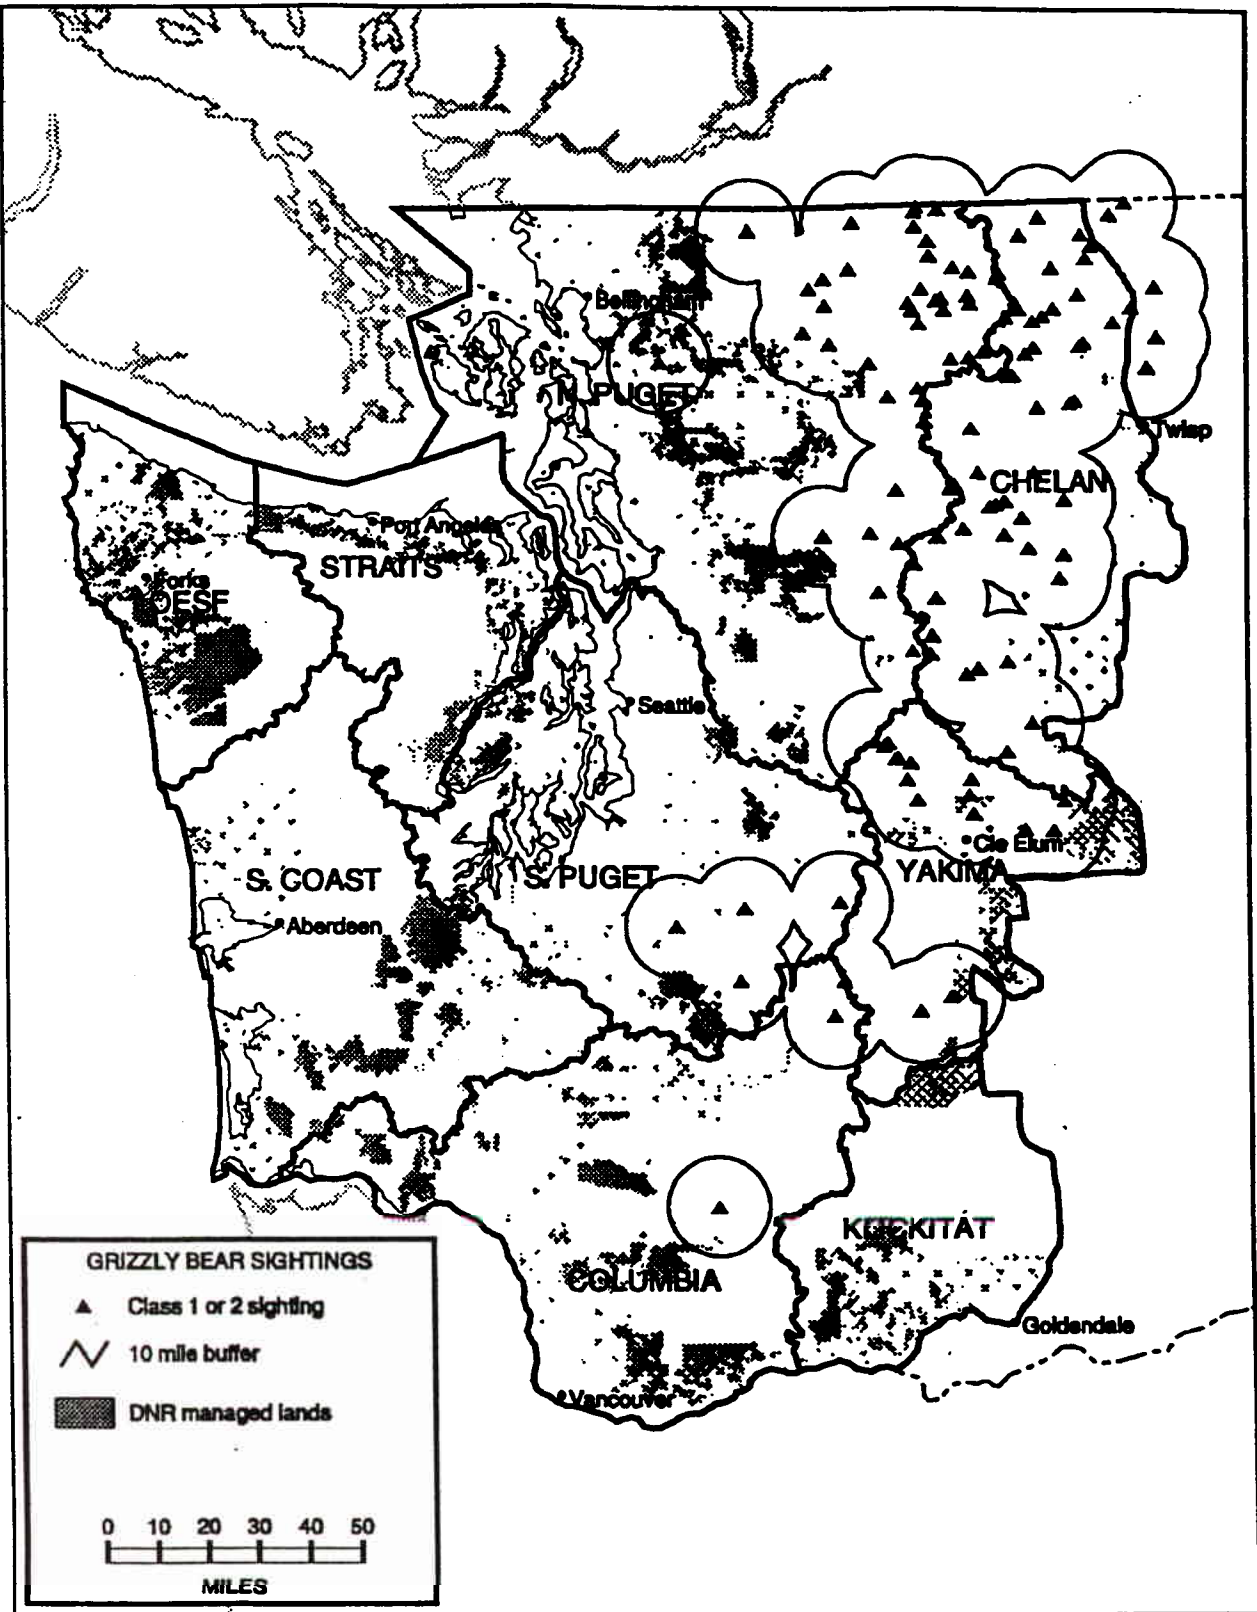 Bellingham
N. PUGET
Twisp
CHELAN
Port Angeles
STRAITS
Forks
OESF
Seattle
Cle Elum
YAKIMA
S. COAST
S. PUGET
Aberdeen
KLICKITAT
COLUMBIA
Goldendale
Vancouver
GRIZZLY BEAR SIGHTINGS
Class 1 or 2 sighting
10 mile buffer
DNR managed lands
0 10 20 30 40 50
MILES